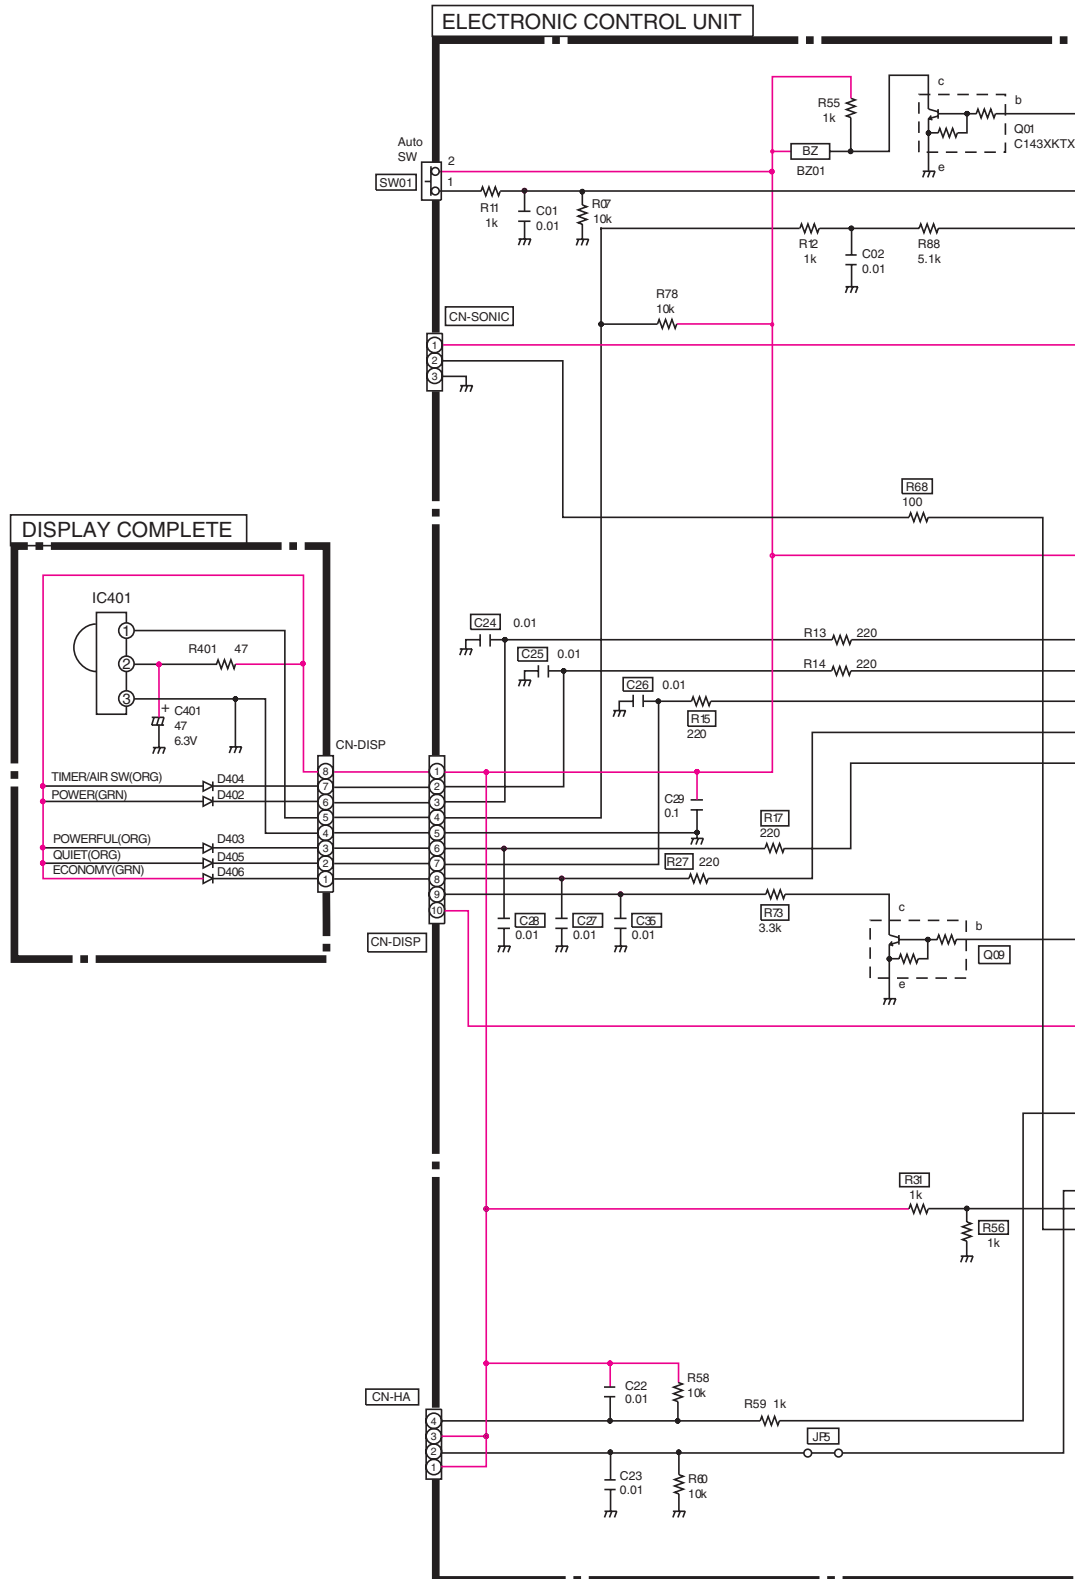 ELECTRONIC CONTROL UNIT
c
b
R55
1k
BZ
BZ01
Q01
C143XKTX
e
Auto
SW
SW01
2
1
R11
1k
C01
0.01
R07
10k
R12
1k
C02
0.01
R88
5.1k
R78
10k
CN-SONIC
1
2
3
R68
100
DISPLAY COMPLETE
IC401
1
2
3
R401 47
+ C401
47
6.3V
C24 0.01
C25 0.01
C26 0.01
R13 220
R14 220
R15
220
CN-DISP
TIMER/AIR SW(ORG)
D404
POWER(GRN)
D402
POWERFUL(ORG)
D403
QUIET(ORG)
D405
ECONOMY(GRN)
D406
8
7
6
5
4
3
2
1
1
2
3
4
5
6
7
8
9
10
C29
0.1
R17
220
R27 220
C28
0.01
C27
0.01
C35
0.01
R73
3.3k
CN-DISP
c
b
Q09
e
R31
1k
R56
1k
CN-HA
4
3
2
1
C22
0.01
R58
10k
R59 1k
JP5
C23
0.01
R60
10k